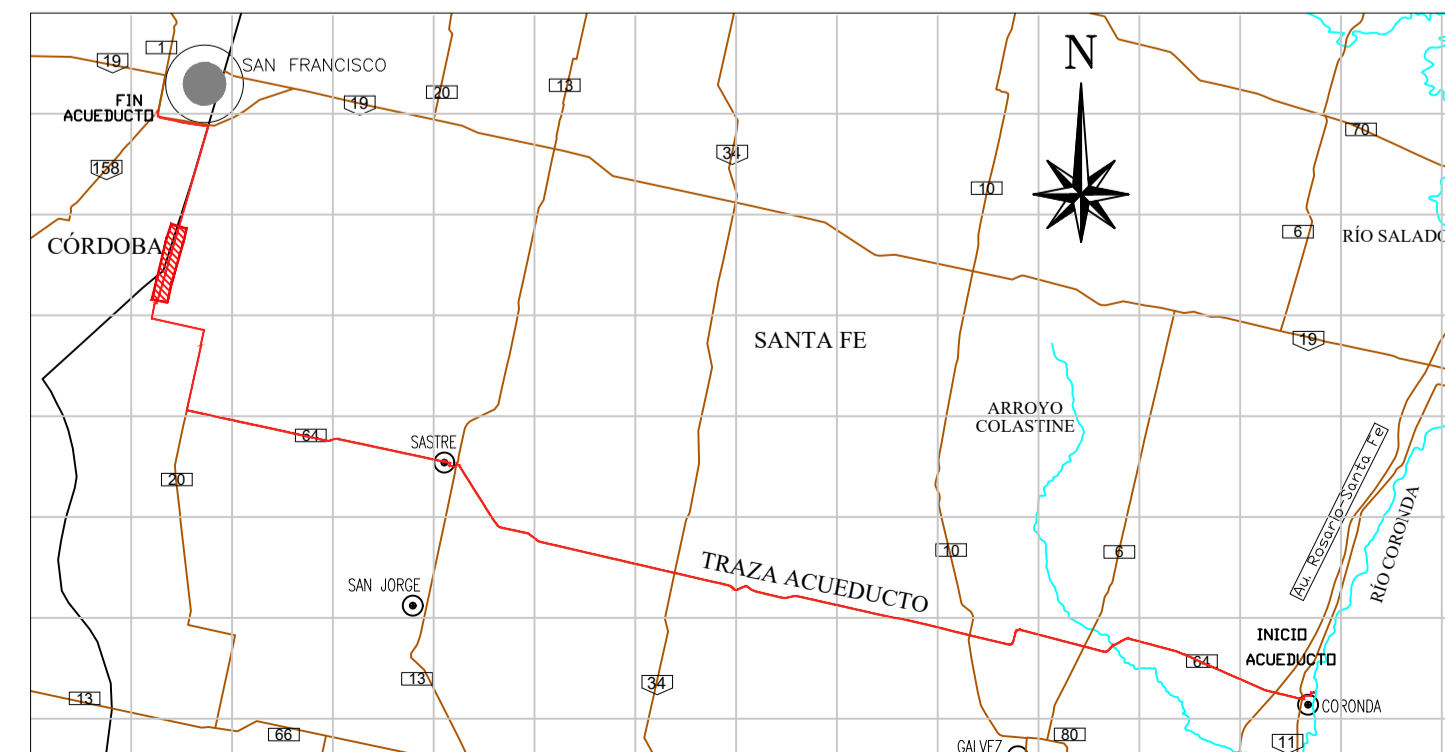 1
19
SAN FRANCISCO
FIN
ACUEDUCTO
20
19
13
N
34
70
158
10
CÓRDOBA
6
RÍO SALADO
SANTA FE
19
ARROYO
COLASTINE
64
SASTRE
20
Au. Rosario-Santa Fe
RÍO CORONDA
10
6
TRAZA ACUEDUCTO
SAN JORGE
INICIO
ACUEDUCTO
64
13
34
13
CORONDA
66
80
11
GALVEZ